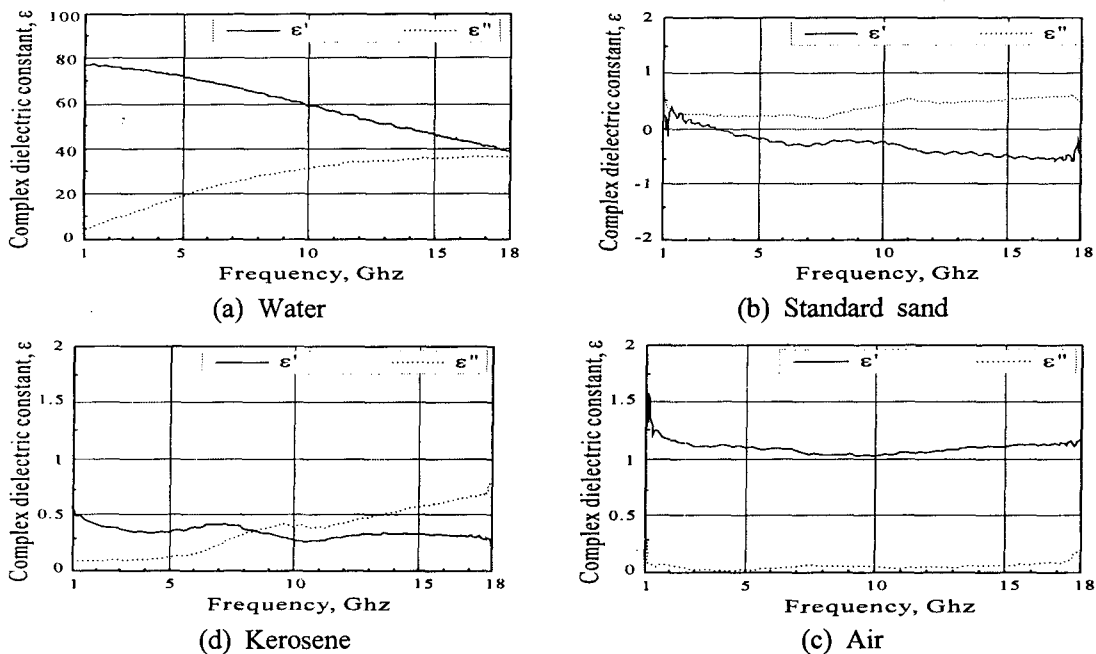 Complex dielectric constant, ε
100
80
60
40
20
0
ε' ε"
1 5 10 15 18
Frequency, Ghz
(a) Water
Complex dielectric constant, ε
2
1
0
-1
-2
ε' ε"
1 5 10 15 18
Frequency, Ghz
(b) Standard sand
Complex dielectric constant, ε
2
1.5
1
0.5
0
ε' ε"
1 5 10 15 18
Frequency, Ghz
(d) Kerosene
Complex dielectric constant, ε
2
1.5
1
0.5
0
ε' ε"
1 5 10 15 18
Frequency, Ghz
(c) Air